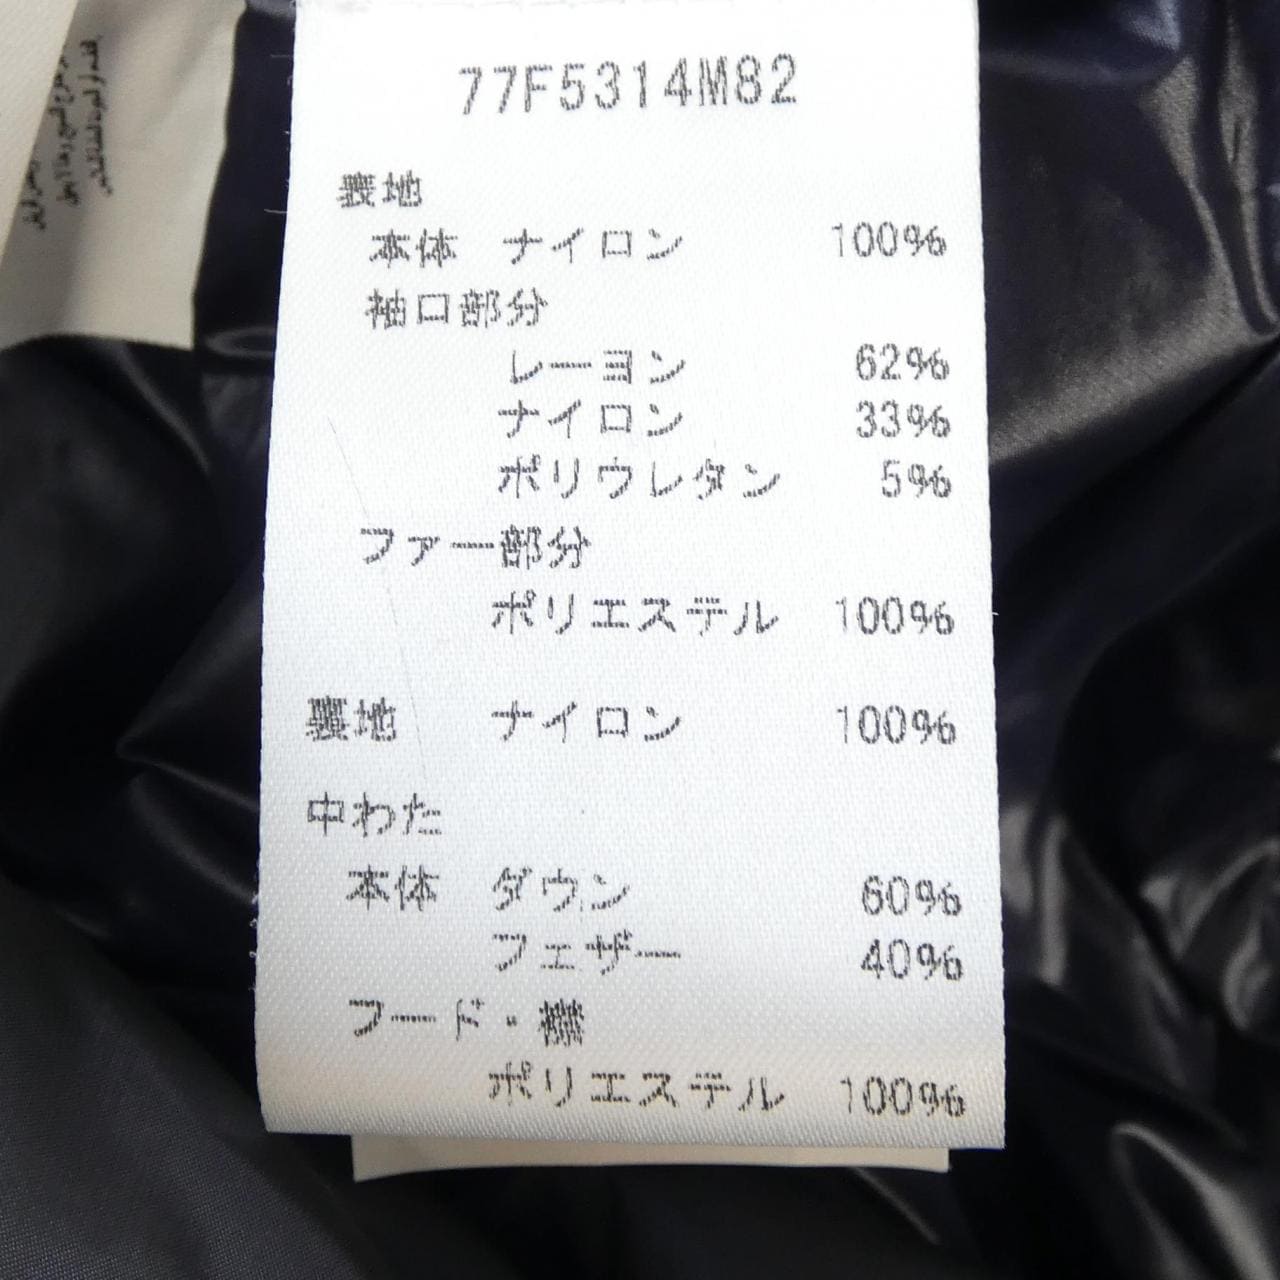 77F5314M82
裏地
本体 ナイロン 100%
袖口部分
レーヨン 62%
ナイロン 33%
ポリウレタン 5%
ファー部分
ポリエステル 100%
裏地 ナイロン 100%
中わた
本体 ダウン 60%
フェザー 40%
フード・襟
ポリエステル 100%